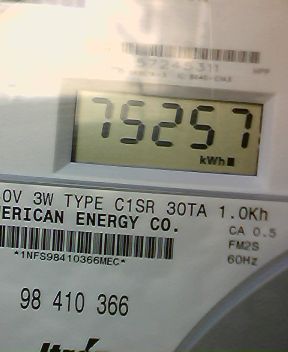 57245311
75257
kWh
0V 3W TYPE C1SR 30TA 1.0Kh
ERICAN ENERGY CO.
CA 0.5
FM2S
60Hz
*1NFS98410366MEC*
98 410 366